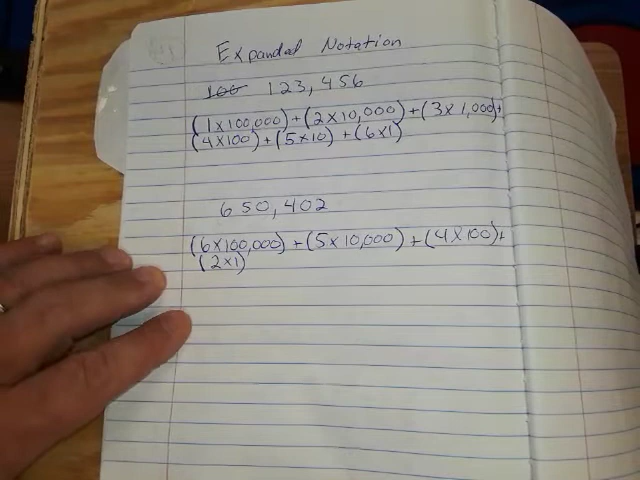 Expanded Notation
100 123,456
(1x100,000)+(2x10,000)+(3x1,000)+
(4x100)+(5x10)+(6x1)
650,402
(6x100,000)+(5x10,000)+(4x100)+
(2x1)